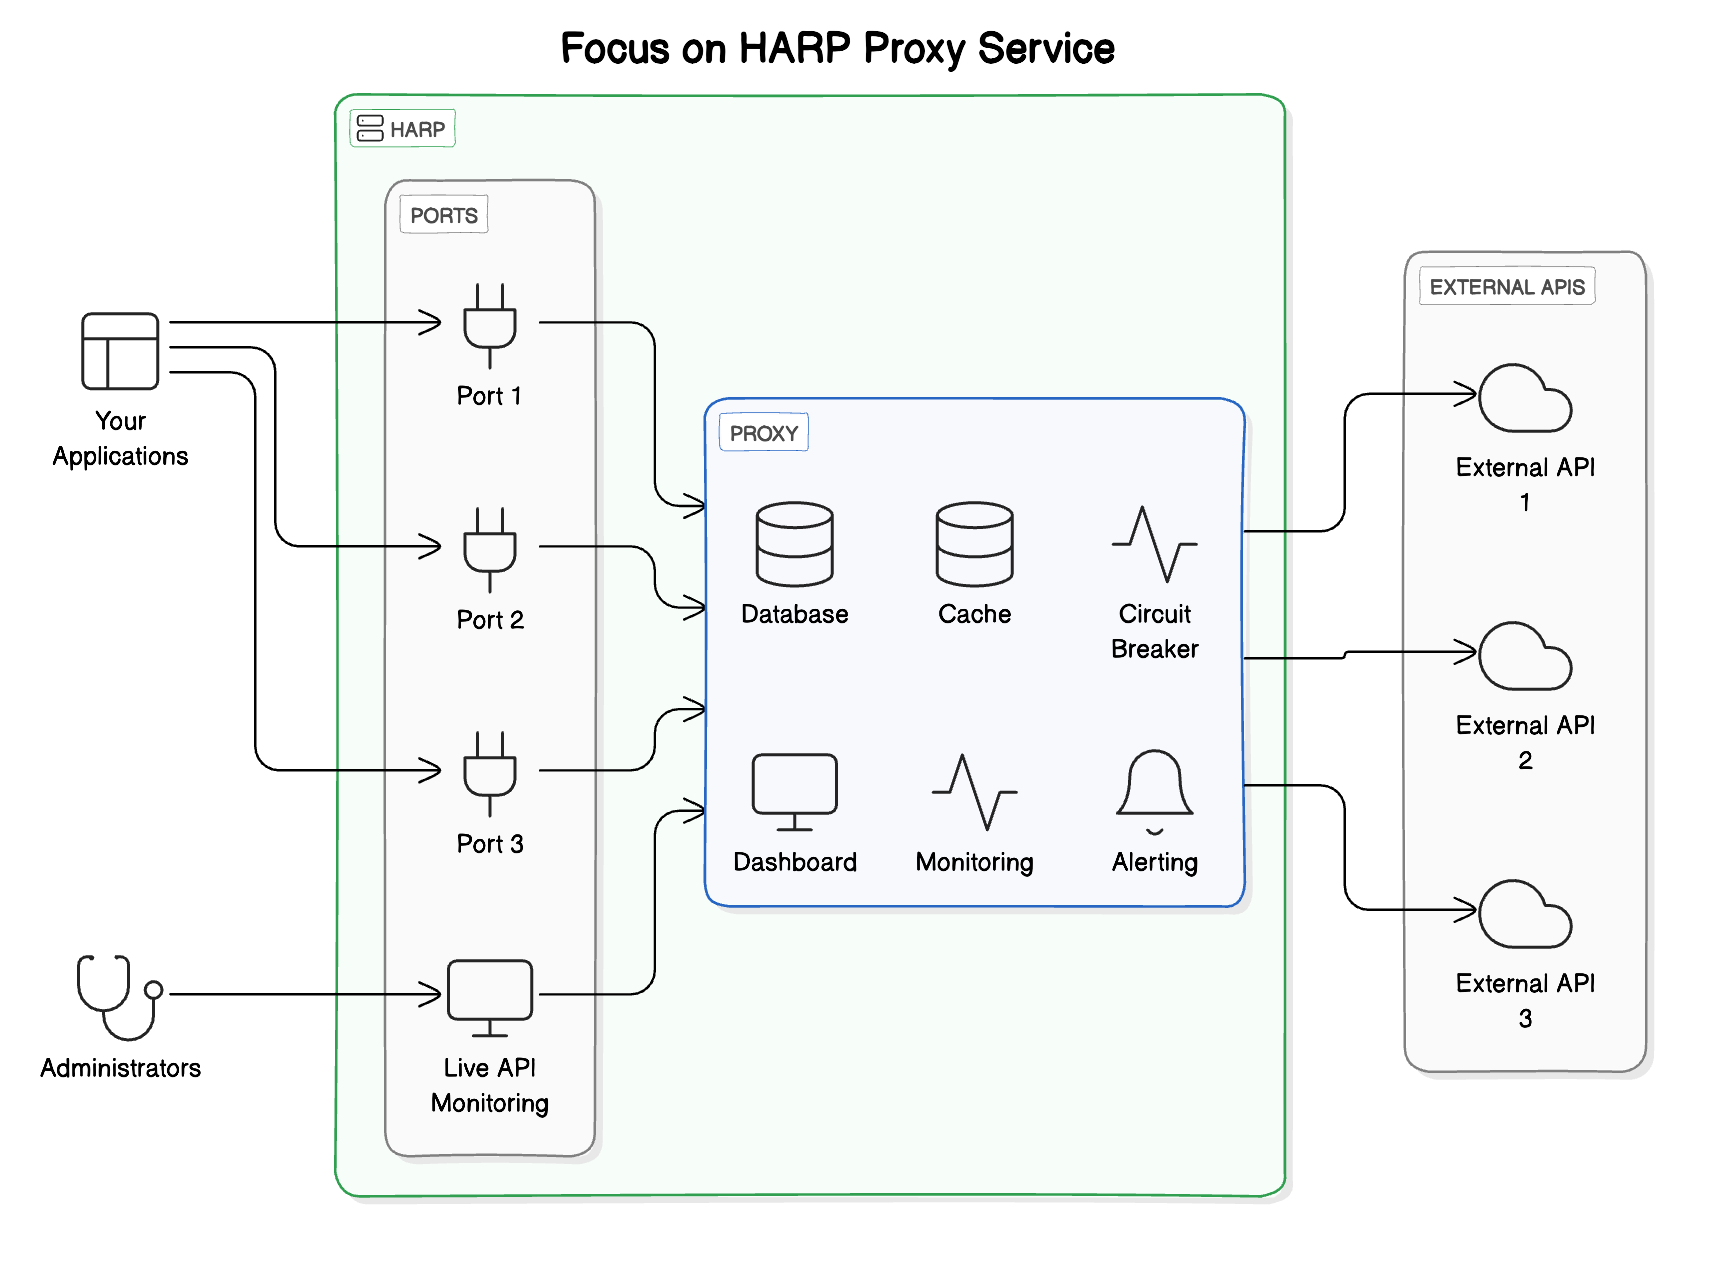 Focus on HARP Proxy Service
HARP
PORTS
Port 1
Port 2
Port 3
Live API
Monitoring
Your
Applications
Administrators
PROXY
Database
Cache
Circuit
Breaker
Dashboard
Monitoring
Alerting
EXTERNAL APIS
External API
1
External API
2
External API
3